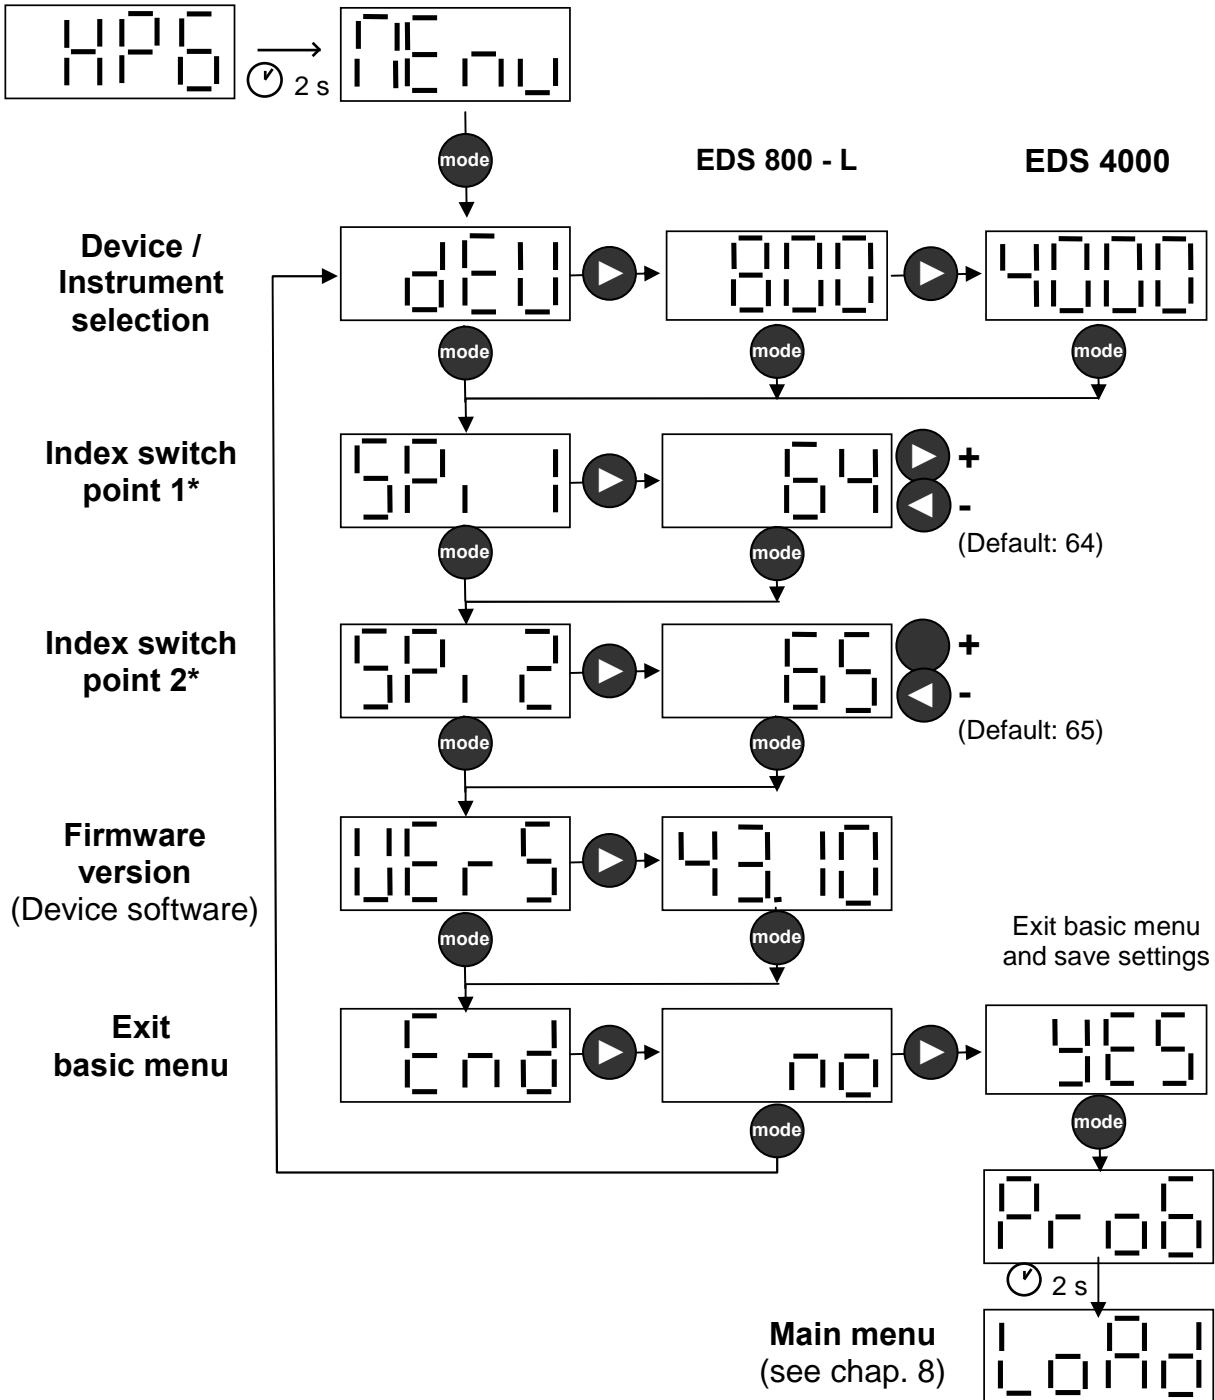 HPG
2 s
MEnu
mode
EDS 800 - L
EDS 4000
Device /
Instrument
selection
dEU
800
4000
mode
mode
mode
Index switch
point 1*
SPi 1
64
+
-
(Default: 64)
mode
mode
Index switch
point 2*
SPi 2
65
+
-
(Default: 65)
mode
mode
Firmware
version
(Device software)
UErS
43.10
mode
mode
Exit basic menu
and save settings
Exit
basic menu
End
no
yES
mode
mode
ProG
2 s
Main menu
(see chap. 8)
LoAd